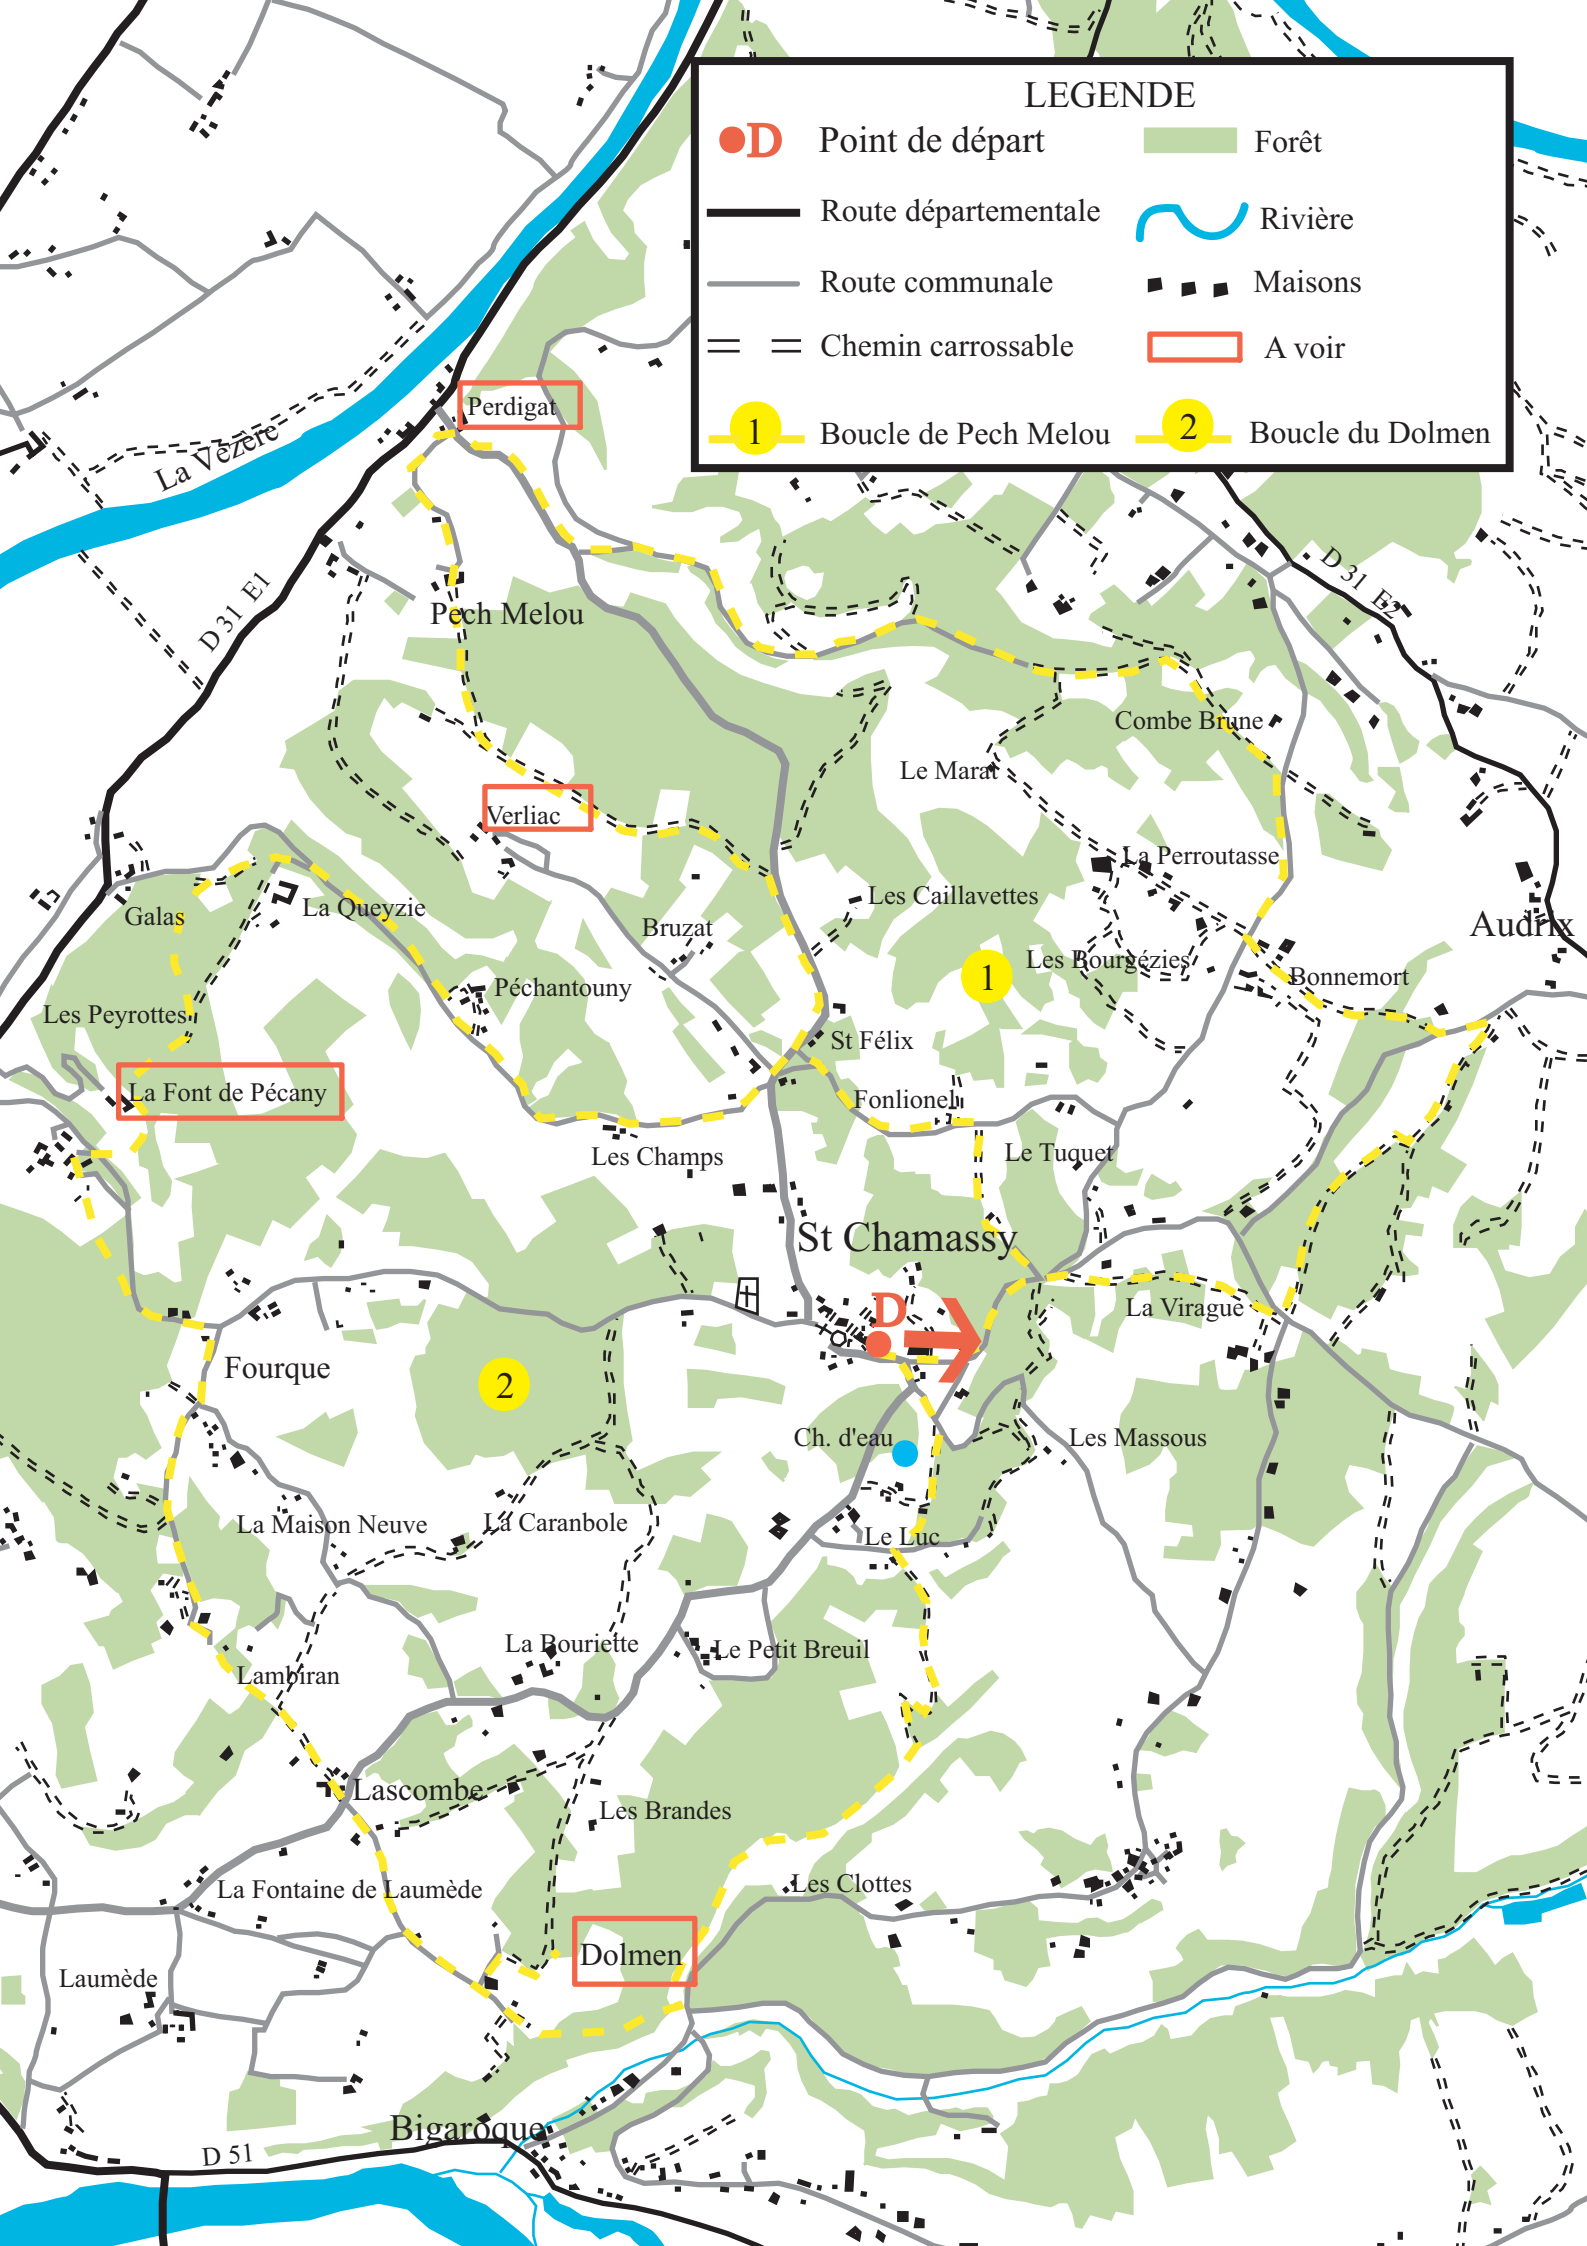 LEGENDE
D Point de départ
Forêt
Route départementale
Rivière
Route communale
Maisons
Chemin carrossable
A voir
1 Boucle de Pech Melou
2 Boucle du Dolmen
Perdigat
La Vézère
D 31 E1
D 31 E2
Pech Melou
Combe Brune
Le Marat
Verliac
La Perroutasse
Les Caillavettes
Galas
La Queyzie
Bruzat
Audrix
Les Bourgézies
1
Bonnemort
Péchantouny
Les Peyrottes
St Félix
La Font de Pécany
Fonlionel
Les Champs
Le Tuquet
St Chamassy
D
La Virague
Fourque
2
Ch. d'eau
Les Massous
La Maison Neuve
La Caranbole
Le Luc
La Bouriette
Le Petit Breuil
Lambiran
Lascombe
Les Brandes
La Fontaine de Laumède
Les Clottes
Dolmen
Laumède
Bigaroque
D 51